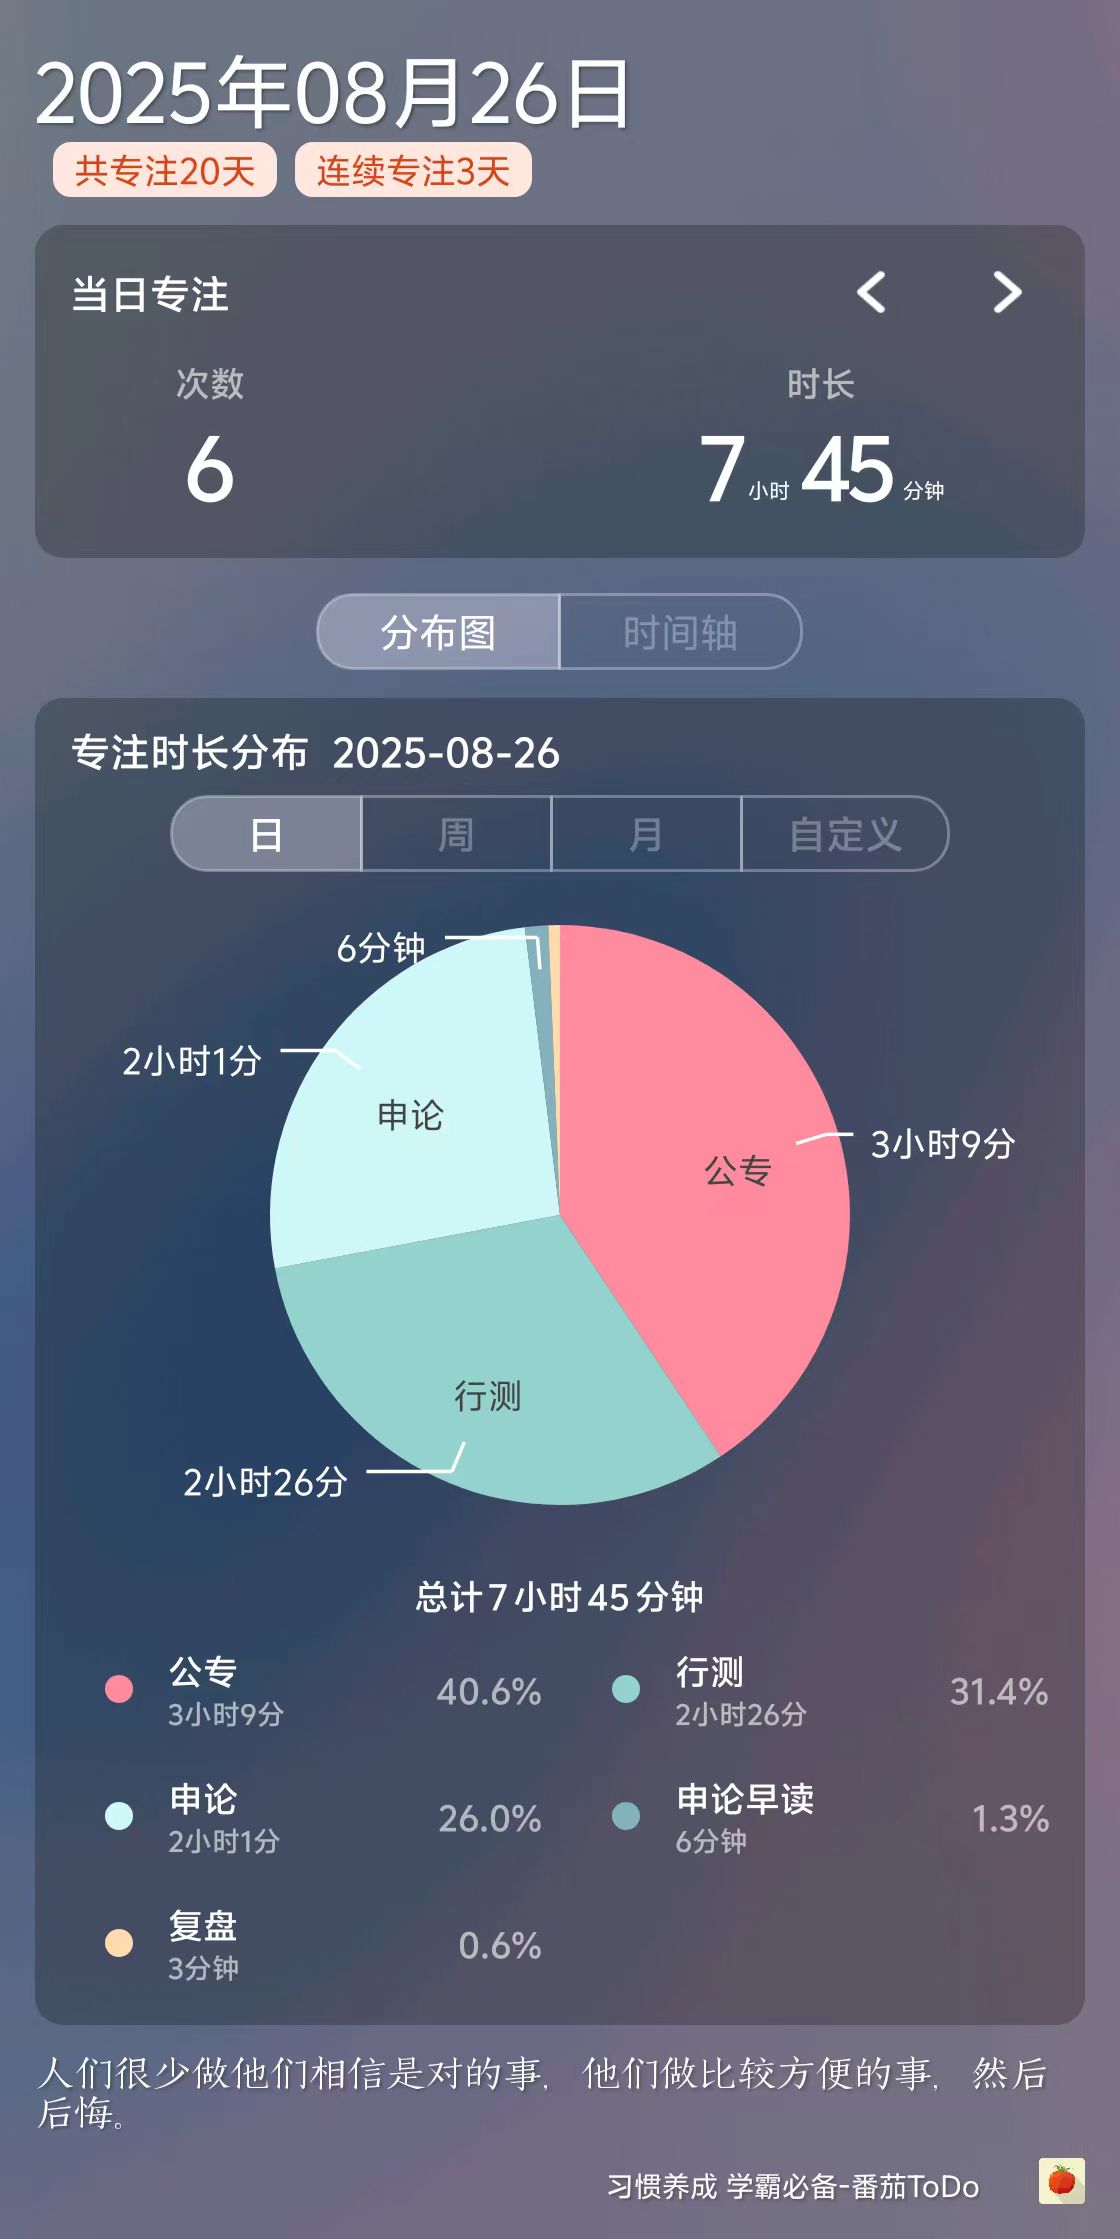 2025年08月26日
共专注20天 连续专注3天
当日专注
次数 时长
6 7小时45分钟
分布图 时间轴
专注时长分布 2025-08-26
日 周 月 自定义
6分钟
2小时1分
申论
3小时9分
公专
行测
2小时26分
总计7小时45分钟
公专 40.6% 行测 31.4%
3小时9分 2小时26分
申论 26.0% 申论早读 1.3%
2小时1分 6分钟
复盘 0.6%
3分钟
人们很少做他们相信是对的事，他们做比较方便的事，然后
后悔。
习惯养成 学霸必备-番茄ToDo